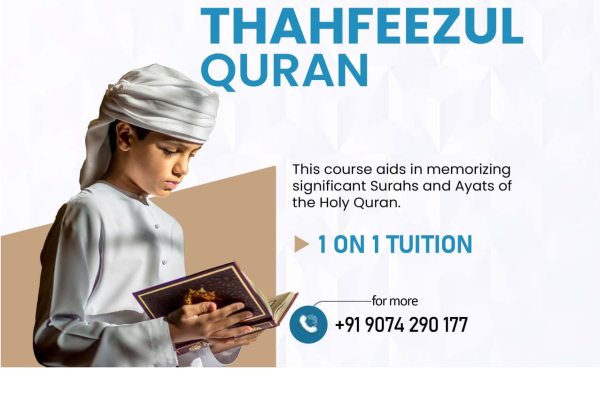 THAHFEEZUL
QURAN
This course aids in memorizing
significant Surahs and Ayats of
the Holy Quran.
1 ON 1 TUITION
for more
+91 9074 290 177